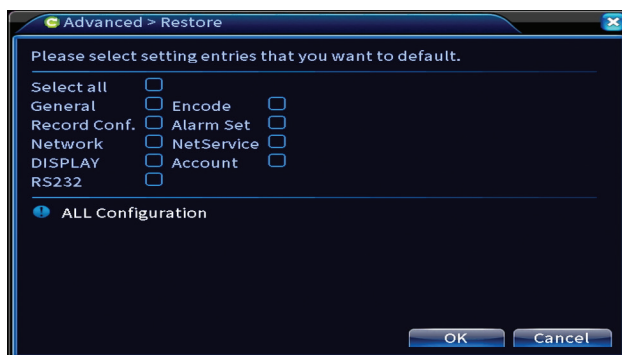 Advanced > Restore
Please select setting entries that you want to default.
Select all
General Encode
Record Conf. Alarm Set
Network NetService
DISPLAY Account
RS232
ALL Configuration
OK Cancel